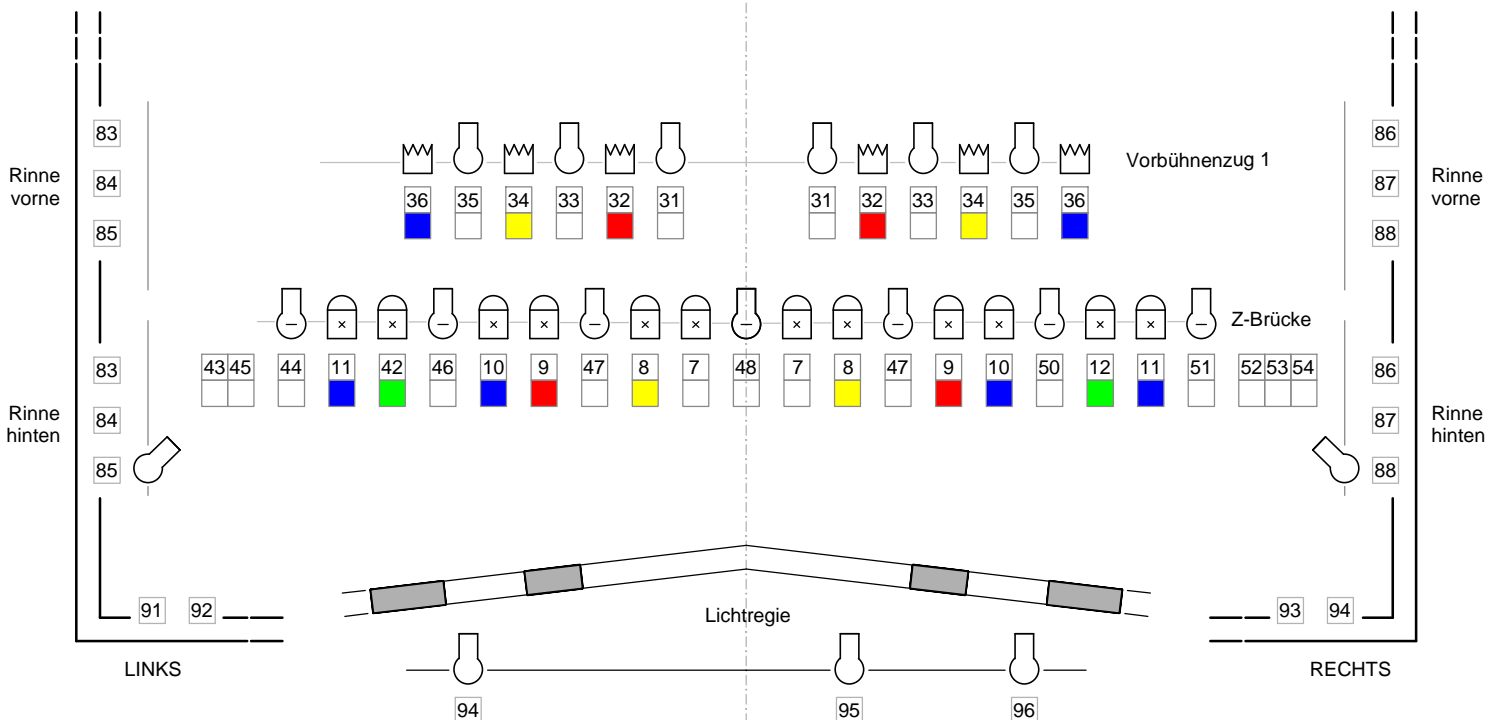 83
86
Vorbühnenzug 1
Rinne
vorne
84
87
Rinne
vorne
36 35 34 33 32 31 31 32 33 34 35 36
85
88
Z-Brücke
43 45 44 11 42 46 10 9 47 8 7 48 7 8 47 9 10 50 12 11 51 52 53 54
83
86
Rinne
hinten
84
87
Rinne
hinten
85
88
91 92
93 94
Lichtregie
LINKS
RECHTS
94 95 96